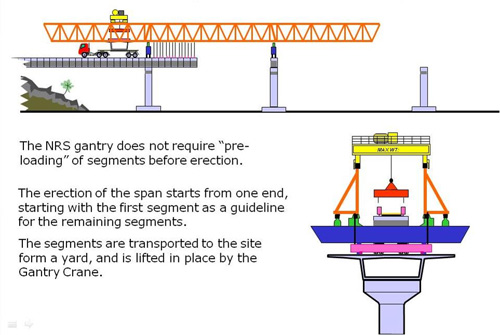 The NRS gantry does not require “pre-
loading” of segments before erection.
The erection of the span starts from one end,
starting with the first segment as a guideline
for the remaining segments.
The segments are transported to the site
form a yard, and is lifted in place by the
Gantry Crane.
MAX WT